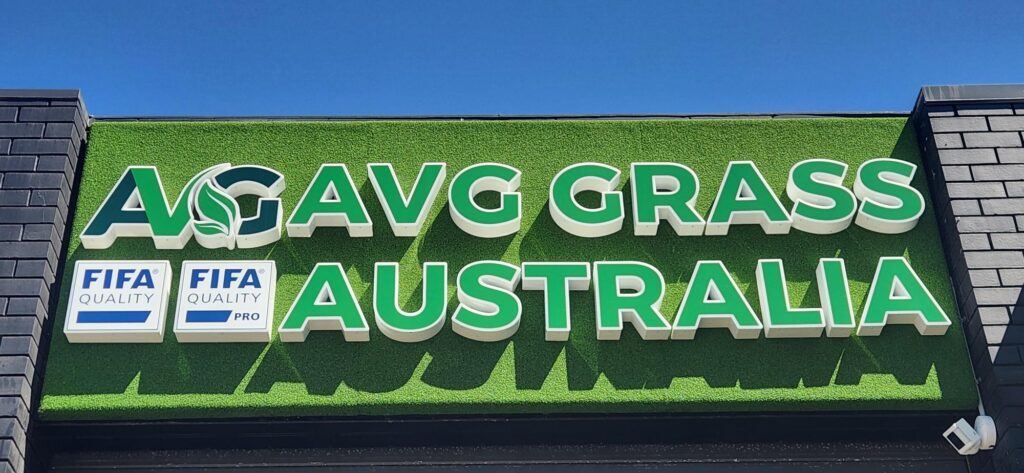 AVG AVG GRASS
FIFA QUALITY FIFA® QUALITY PRO AUSTRALIA